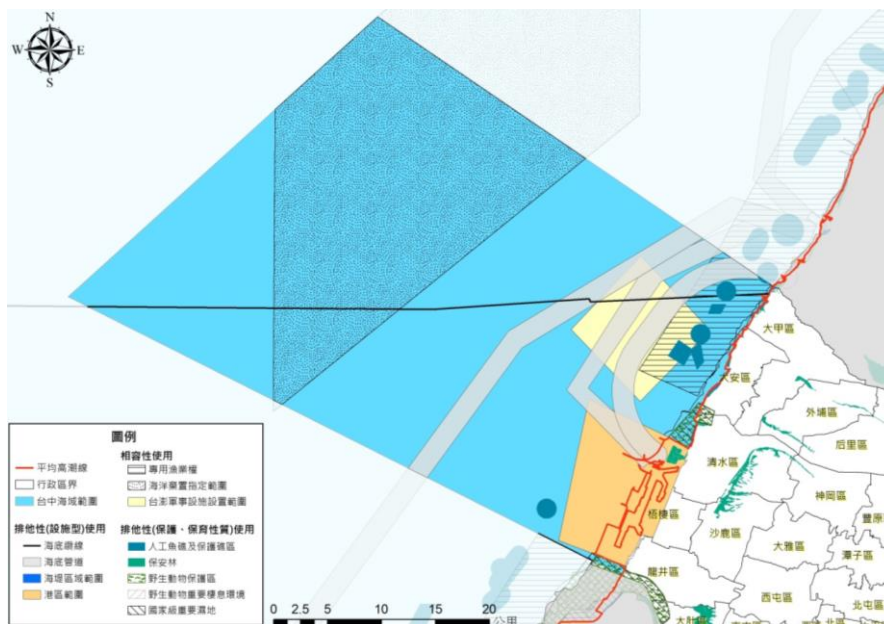 N
W
E
S
大甲區
大安區
外埔區
后里區
清水區
神岡區
梧棲區
沙鹿區
豐原
大雅區
潭子區
龍井區
西屯區
北屯區
大肚區
北區
圖例
平均高潮線
行政區界
台中海域範圍
排他性(設施型)使用
海底纜線
海底管道
海堤區域範圍
港區範圍
相容性使用
專用漁業權
海洋棄置指定範圍
台澎軍事設施設置範圍
排他性(保護、保育性質)使用
人工魚礁及保護礁區
保安林
野生動物保護區
野生動物重要棲息環境
國家級重要濕地
0 2.5 5 10 15 20
公里